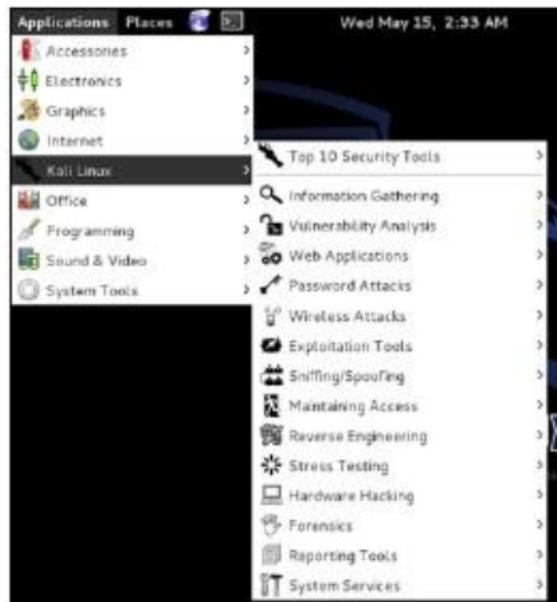 Applications Places Wed May 15, 2:33 AM
Accessories
Electronics
Graphics
Internet
Kali Linux
Office
Programming
Sound & Video
System Tools
Top 10 Security Tools
Information Gathering
Vulnerability Analysis
Web Applications
Password Attacks
Wireless Attacks
Exploitation Tools
Sniffing/Spoofing
Maintaining Access
Reverse Engineering
Stress Testing
Hardware Hacking
Forensics
Reporting Tools
System Services